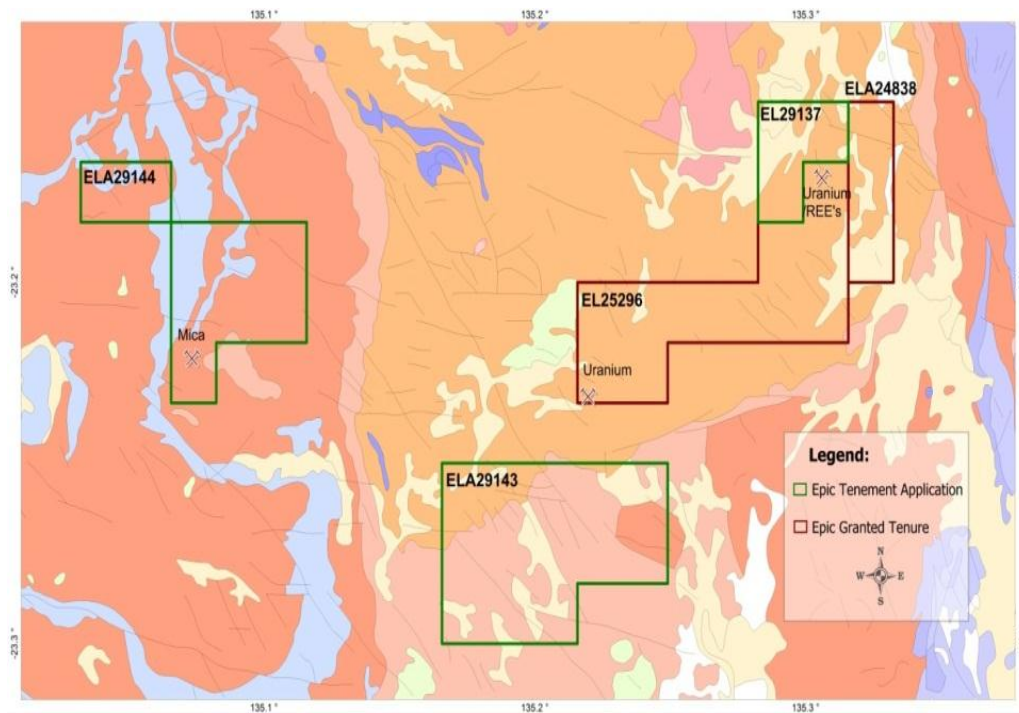 135.1 °
135.2 °
135.3 °
ELA24838
EL29137
ELA29144
Uranium
/REE's
-23.2 °
EL25296
Mica
Uranium
Legend:
ELA29143
Epic Tenement Application
Epic Granted Tenure
N
W E
S
-23.3 °
135.1 °
135.2 °
135.3 °